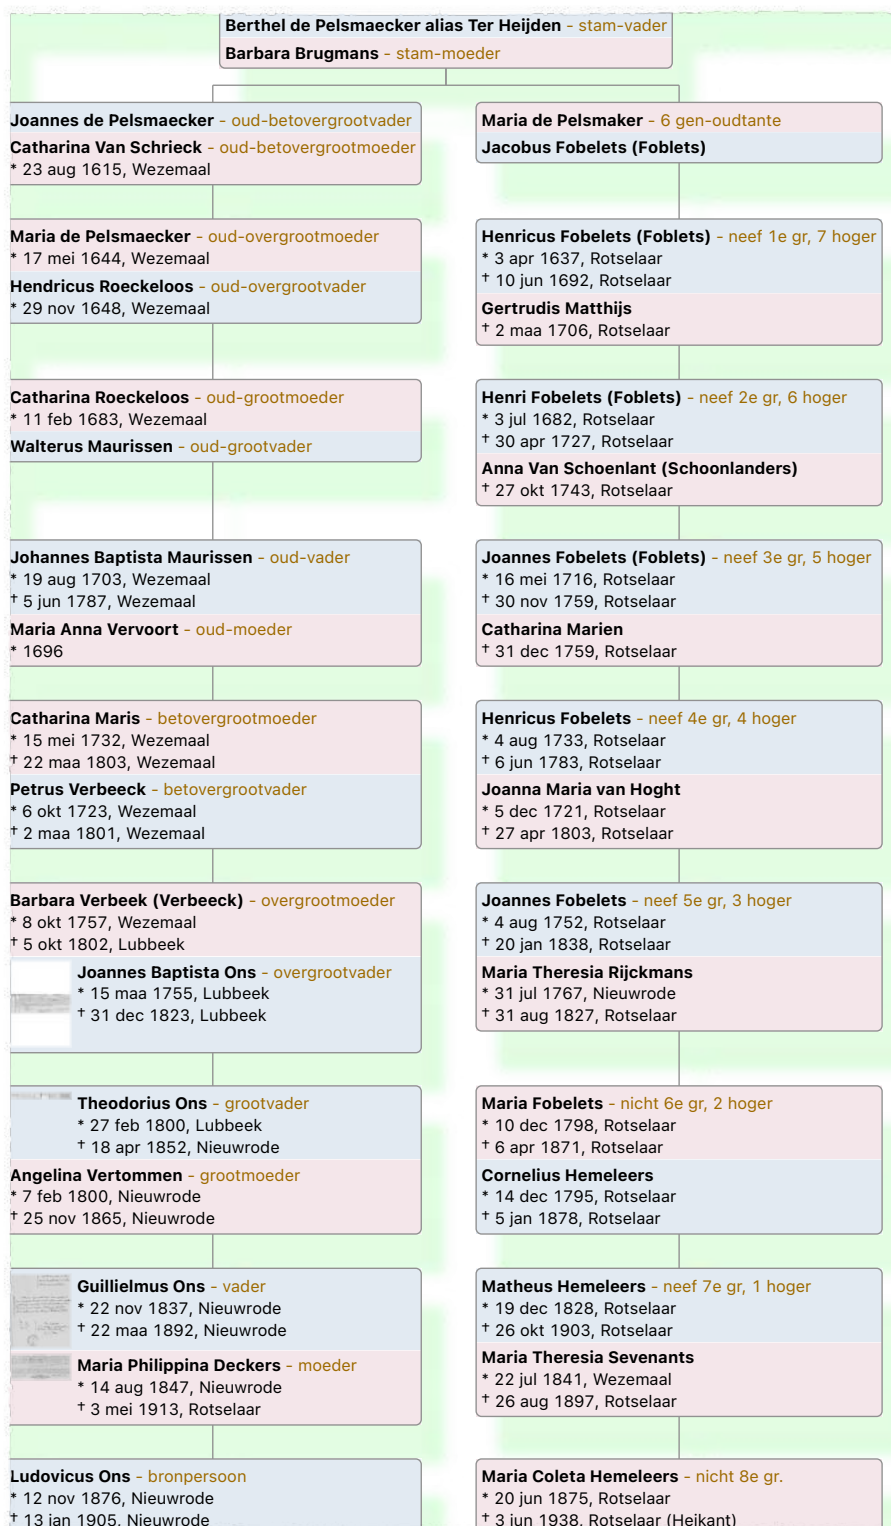 Berthel de Pelsmaecker alias Ter Heijden - stam-vader
Barbara Brugmans - stam-moeder
Joannes de Pelsmaecker - oud-betovergrootvader
Catharina Van Schrieck - oud-betovergrootmoeder
* 23 aug 1615, Wezemaal
Maria de Pelsmaker - 6 gen-oudtante
Jacobus Fobelets (Foblets)
Maria de Pelsmaecker - oud-overgrootmoeder
* 17 mei 1644, Wezemaal
Hendricus Roeckeloos - oud-overgrootvader
* 29 nov 1648, Wezemaal
Henricus Fobelets (Foblets) - neef 1e gr, 7 hoger
* 3 apr 1637, Rotselaar
† 10 jun 1692, Rotselaar
Gertrudis Matthijs
† 2 maa 1706, Rotselaar
Catharina Roeckeloos - oud-grootmoeder
* 11 feb 1683, Wezemaal
Walterus Maurissen - oud-grootvader
Henri Fobelets (Foblets) - neef 2e gr, 6 hoger
* 3 jul 1682, Rotselaar
† 30 apr 1727, Rotselaar
Anna Van Schoenlant (Schoonlanders)
† 27 okt 1743, Rotselaar
Johannes Baptista Maurissen - oud-vader
* 19 aug 1703, Wezemaal
† 5 jun 1787, Wezemaal
Maria Anna Vervoort - oud-moeder
* 1696
Joannes Fobelets (Foblets) - neef 3e gr, 5 hoger
* 16 mei 1716, Rotselaar
† 30 nov 1759, Rotselaar
Catharina Marien
† 31 dec 1759, Rotselaar
Catharina Maris - betovergrootmoeder
* 15 mei 1732, Wezemaal
† 22 maa 1803, Wezemaal
Petrus Verbeeck - betovergrootvader
* 6 okt 1723, Wezemaal
† 2 maa 1801, Wezemaal
Henricus Fobelets - neef 4e gr, 4 hoger
* 4 aug 1733, Rotselaar
† 6 jun 1783, Rotselaar
Joanna Maria van Hoght
* 5 dec 1721, Rotselaar
† 27 apr 1803, Rotselaar
Barbara Verbeek (Verbeeck) - overgrootmoeder
* 8 okt 1757, Wezemaal
† 5 okt 1802, Lubbeek
Joannes Baptista Ons - overgrootvader
* 15 maa 1755, Lubbeek
† 31 dec 1823, Lubbeek
Joannes Fobelets - neef 5e gr, 3 hoger
* 4 aug 1752, Rotselaar
† 20 jan 1838, Rotselaar
Maria Theresia Rijckmans
* 31 jul 1767, Nieuwrode
† 31 aug 1827, Rotselaar
Theodorius Ons - grootvader
* 27 feb 1800, Lubbeek
† 18 apr 1852, Nieuwrode
Angelina Vertommen - grootmoeder
* 7 feb 1800, Nieuwrode
† 25 nov 1865, Nieuwrode
Maria Fobelets - nicht 6e gr, 2 hoger
* 10 dec 1798, Rotselaar
† 6 apr 1871, Rotselaar
Cornelius Hemeleers
* 14 dec 1795, Rotselaar
† 5 jan 1878, Rotselaar
Guillielmus Ons - vader
* 22 nov 1837, Nieuwrode
† 22 maa 1892, Nieuwrode
Maria Philippina Deckers - moeder
* 14 aug 1847, Nieuwrode
† 3 mei 1913, Rotselaar
Matheus Hemeleers - neef 7e gr, 1 hoger
* 19 dec 1828, Rotselaar
† 26 okt 1903, Rotselaar
Maria Theresia Sevenants
* 22 jul 1841, Wezemaal
† 26 aug 1897, Rotselaar
Ludovicus Ons - bronpersoon
* 12 nov 1876, Nieuwrode
† 13 jan 1905, Nieuwrode
Maria Coleta Hemeleers - nicht 8e gr.
* 20 jun 1875, Rotselaar
† 3 jun 1938, Rotselaar (Heikant)